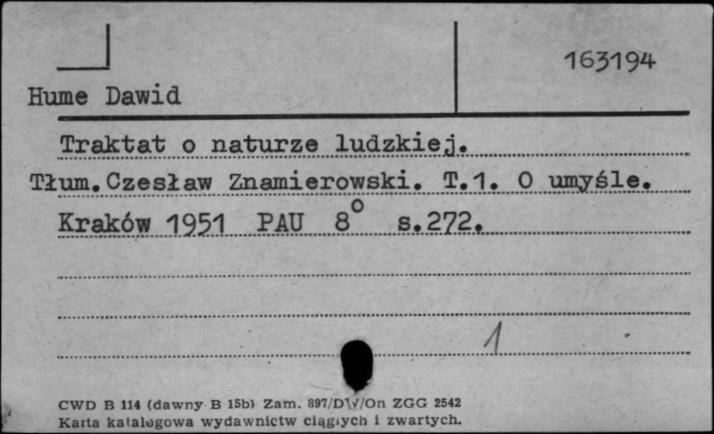 163194
Hume Dawid
Traktat o naturze ludzkiej.
Tłum.Czesław Znamierowski. T.1. O umyśle.
Kraków 1951 PAU 8° s.272.
1
CWD B 114 (dawny B 15b) Zam. 897/DW/On ZGG 2542
Karta katalogowa wydawnictw ciągłych i zwartych.